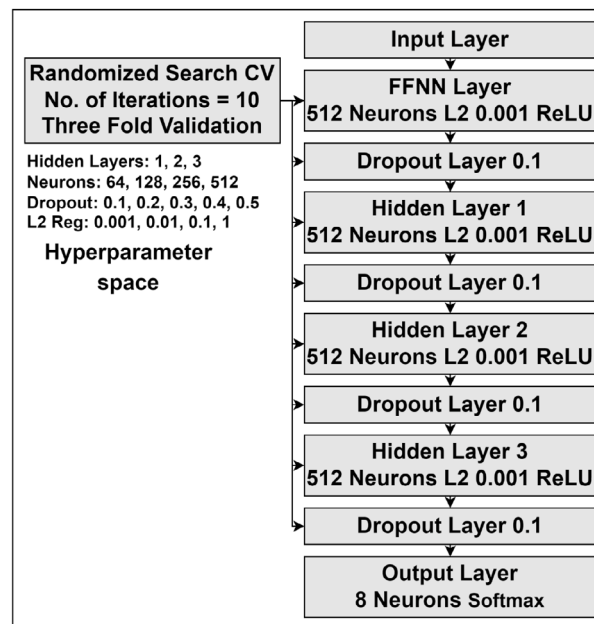 Randomized Search CV
No. of Iterations = 10
Three Fold Validation
Hidden Layers: 1, 2, 3
Neurons: 64, 128, 256, 512
Dropout: 0.1, 0.2, 0.3, 0.4, 0.5
L2 Reg: 0.001, 0.01, 0.1, 1
Hyperparameter
space
Input Layer
FFNN Layer
512 Neurons L2 0.001 ReLU
Dropout Layer 0.1
Hidden Layer 1
512 Neurons L2 0.001 ReLU
Dropout Layer 0.1
Hidden Layer 2
512 Neurons L2 0.001 ReLU
Dropout Layer 0.1
Hidden Layer 3
512 Neurons L2 0.001 ReLU
Dropout Layer 0.1
Output Layer
8 Neurons Softmax